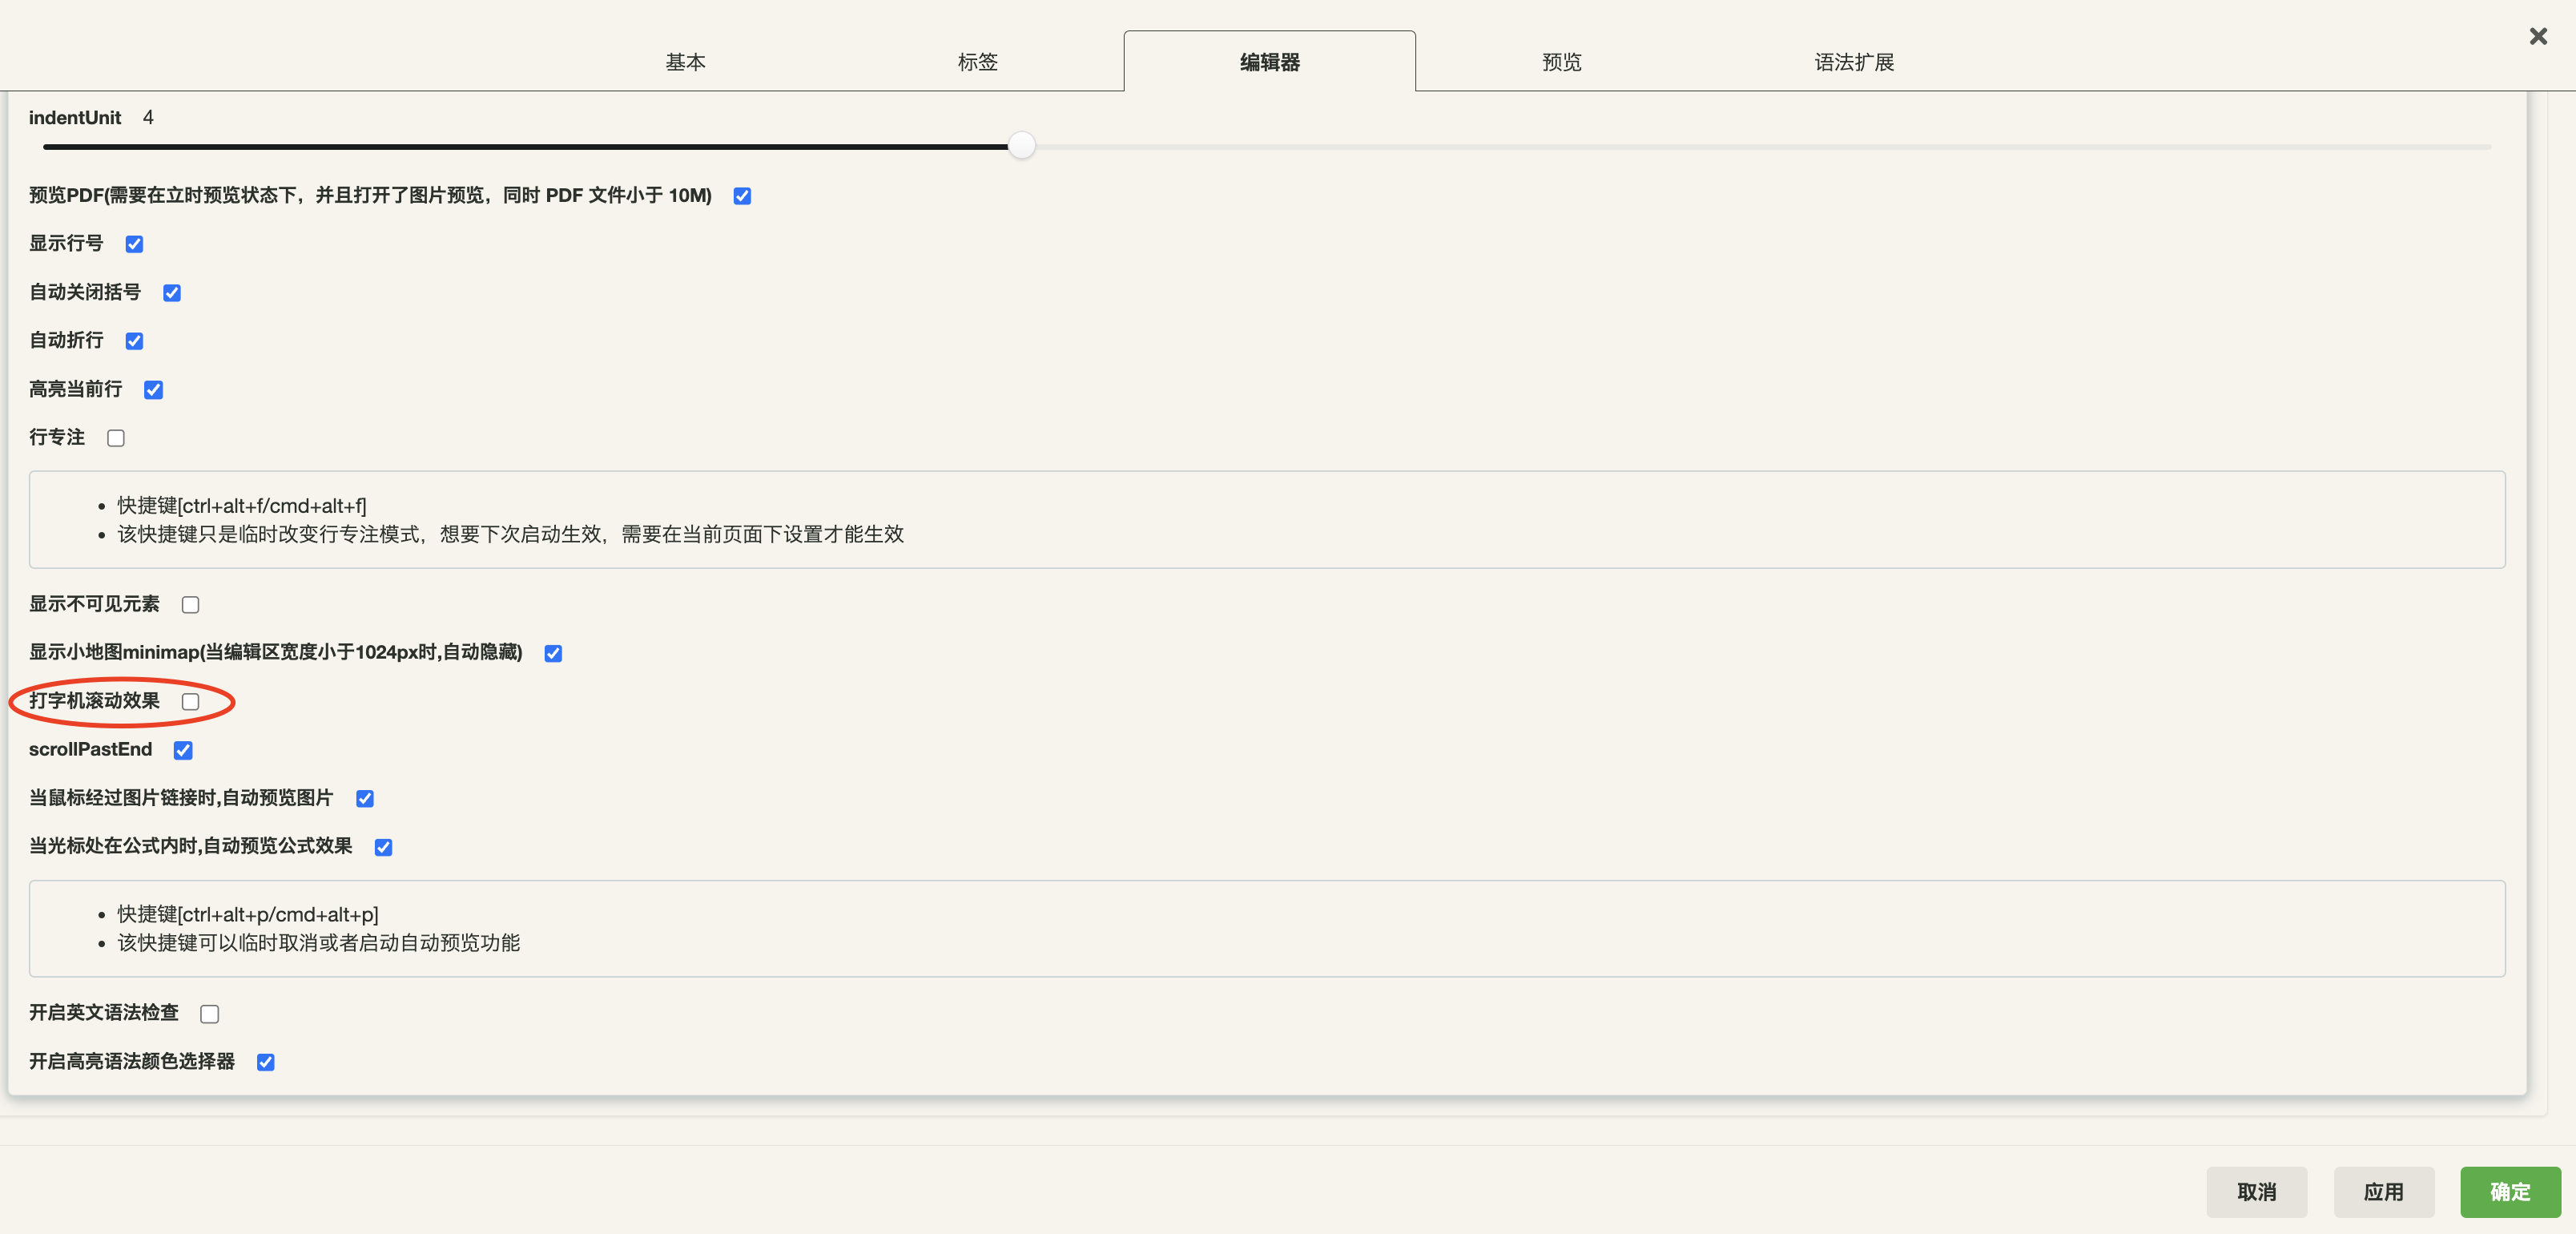 基本 标签 编辑器 预览 语法扩展
indentUnit 4
预览PDF(需要在立时预览状态下，并且打开了图片预览，同时 PDF 文件小于 10M)
显示行号
自动关闭括号
自动折行
高亮当前行
行专注
快捷键[ctrl+alt+f/cmd+alt+f]
该快捷键只是临时改变行专注模式，想要下次启动生效，需要在当前页面下设置才能生效
显示不可见元素
显示小地图minimap(当编辑区宽度小于1024px时,自动隐藏)
打字机滚动效果
scrollPastEnd
当鼠标经过图片链接时,自动预览图片
当光标处在公式内时,自动预览公式效果
快捷键[ctrl+alt+p/cmd+alt+p]
该快捷键可以临时取消或者启动自动预览功能
开启英文语法检查
开启高亮语法颜色选择器
取消 应用 确定